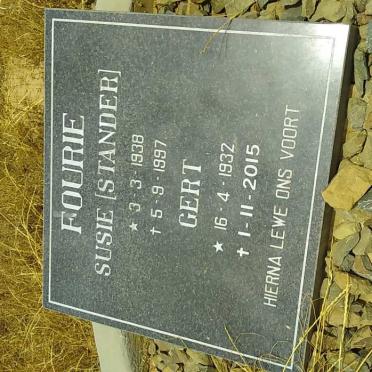 FOURIE
SUSIE [STANDER]
★ 3-3-1938
✝ 5-9-1997
GERT
★ 16-4-1932
✝ 1-11-2015
HIERNA LEWE ONS VOORT